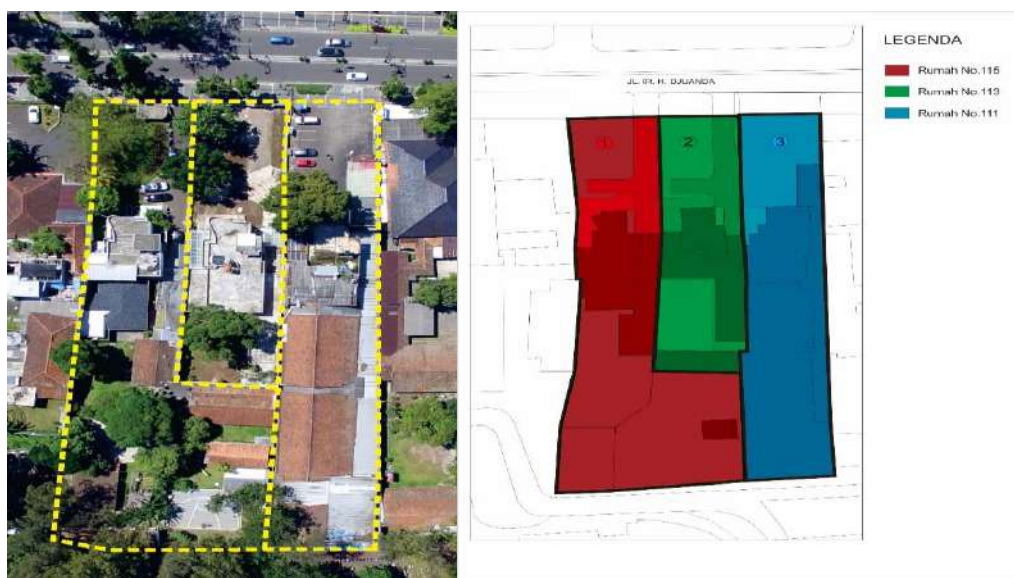 JL. IR. H. DJUANDA
1
2
3
LEGENDA
Rumah No.115
Rumah No.113
Rumah No.111